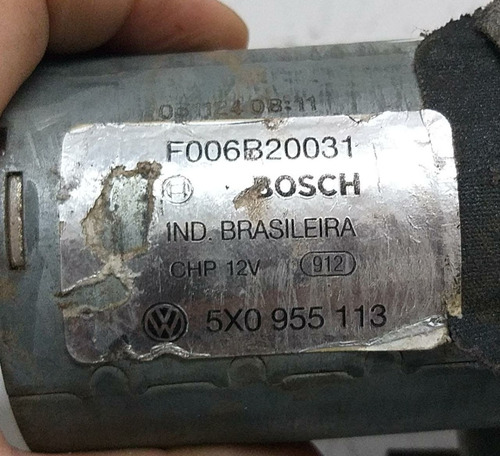 F006B20031
BOSCH
IND. BRASILEIRA
CHP 12V 912
5X0 955 113